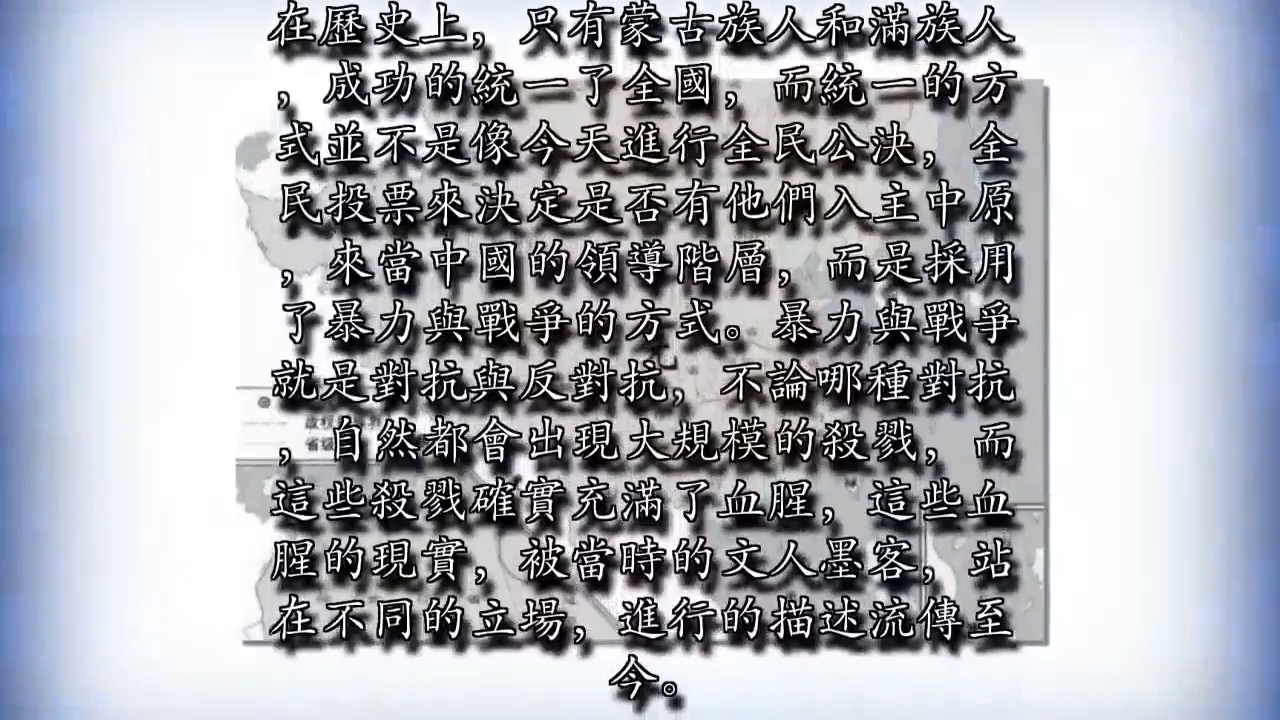 在歷史上，只有蒙古族人和滿族人
，成功的統一了全國，而統一的方
式並不是像今天進行全民公決，全
民投票來決定是否有他們入主中原
，來當中國的領導階層，而是採用
了暴力與戰爭的方式。暴力與戰爭
就是對抗與反對抗，不論哪種對抗
，自然都會出現大規模的殺戮，而
這些殺戮確實充滿了血腥，這些血
腥的現實，被當時的文人墨客，站
在不同的立場，進行的描述流傳至
今。